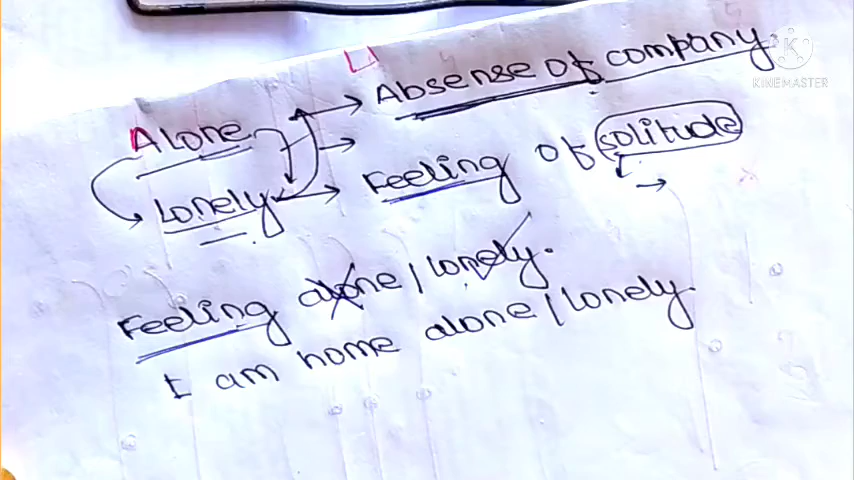 Absense of company.
KINEMASTER
Alone
Feeling of solitude
Lonely
Feeling alone/lonely.
I am home alone/lonely.